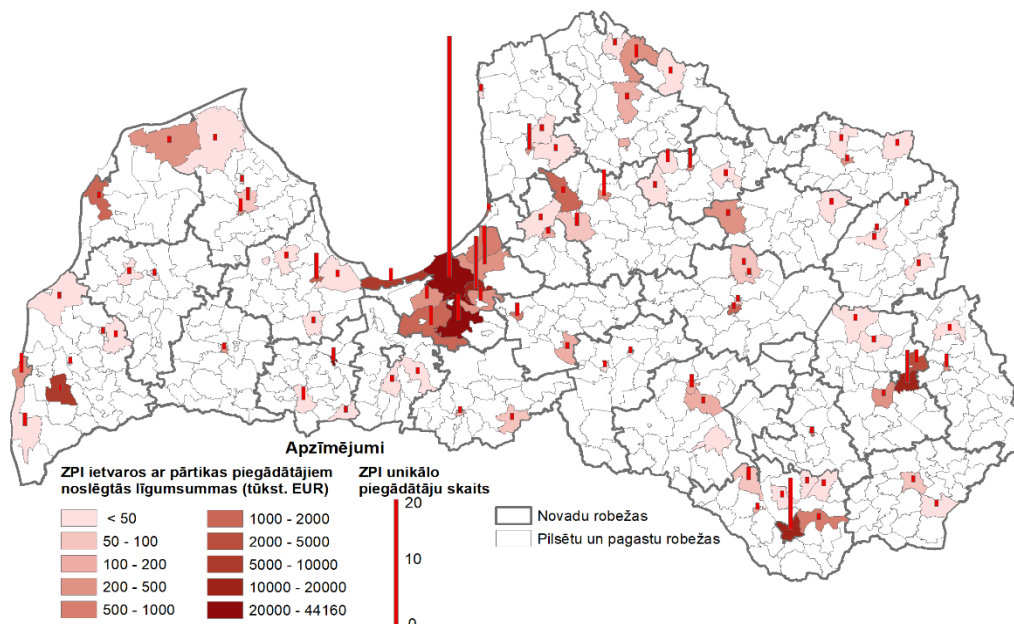 Apzīmējumi
ZPI ietvaros ar pārtikas piegādātājiem
noslēgtās līgumsummas (tūkst. EUR)
< 50
50 - 100
100 - 200
200 - 500
500 - 1000
1000 - 2000
2000 - 5000
5000 - 10000
10000 - 20000
20000 - 44160
ZPI unikālo
piegādātāju skaits
20
10
0
Novadu robežas
Pilsētu un pagastu robežas